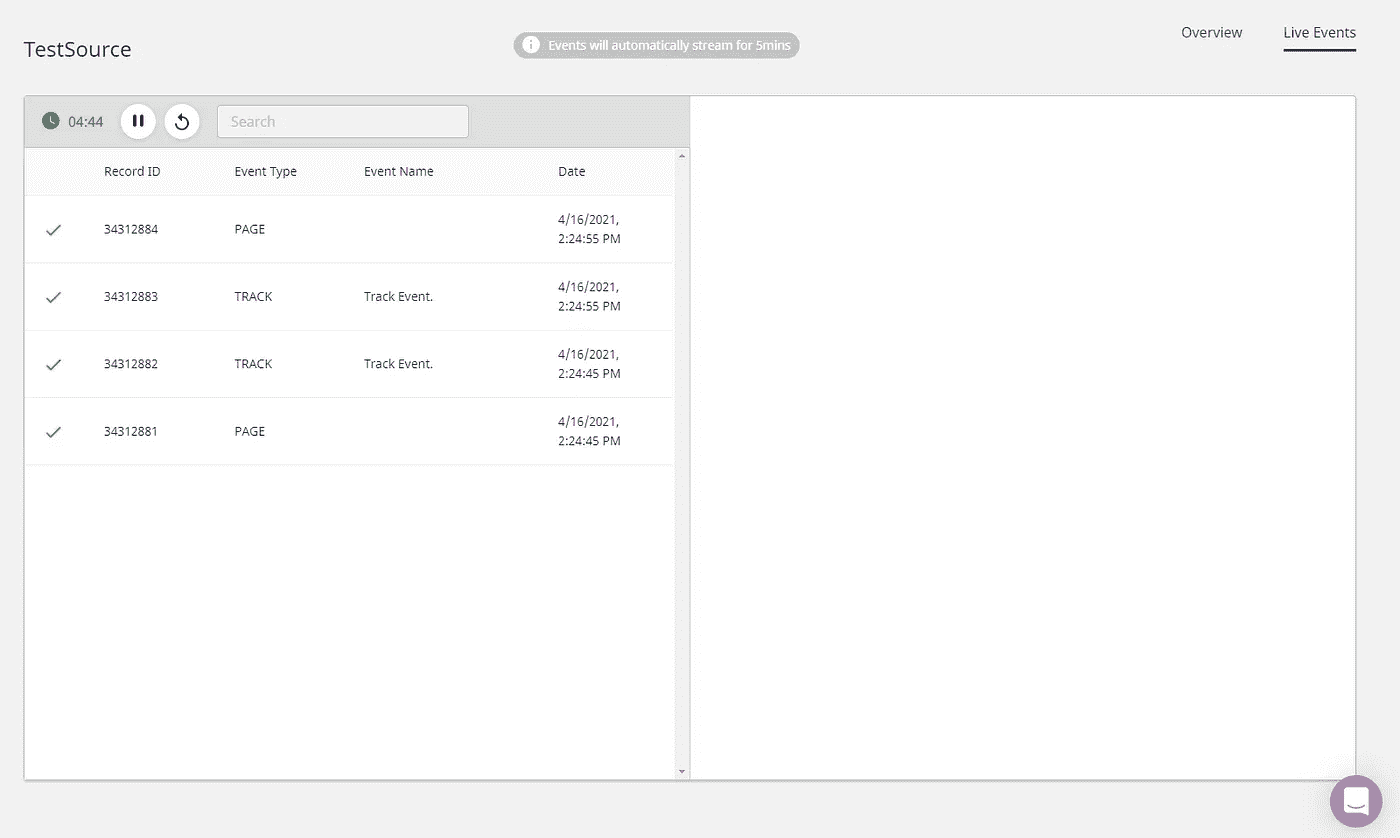 TestSource
Events will automatically stream for 5mins
Overview
Live Events
04:44
Search
Record ID Event Type Event Name Date
34312884 PAGE 4/16/2021,
2:24:55 PM
34312883 TRACK Track Event. 4/16/2021,
2:24:55 PM
34312882 TRACK Track Event. 4/16/2021,
2:24:45 PM
34312881 PAGE 4/16/2021,
2:24:45 PM